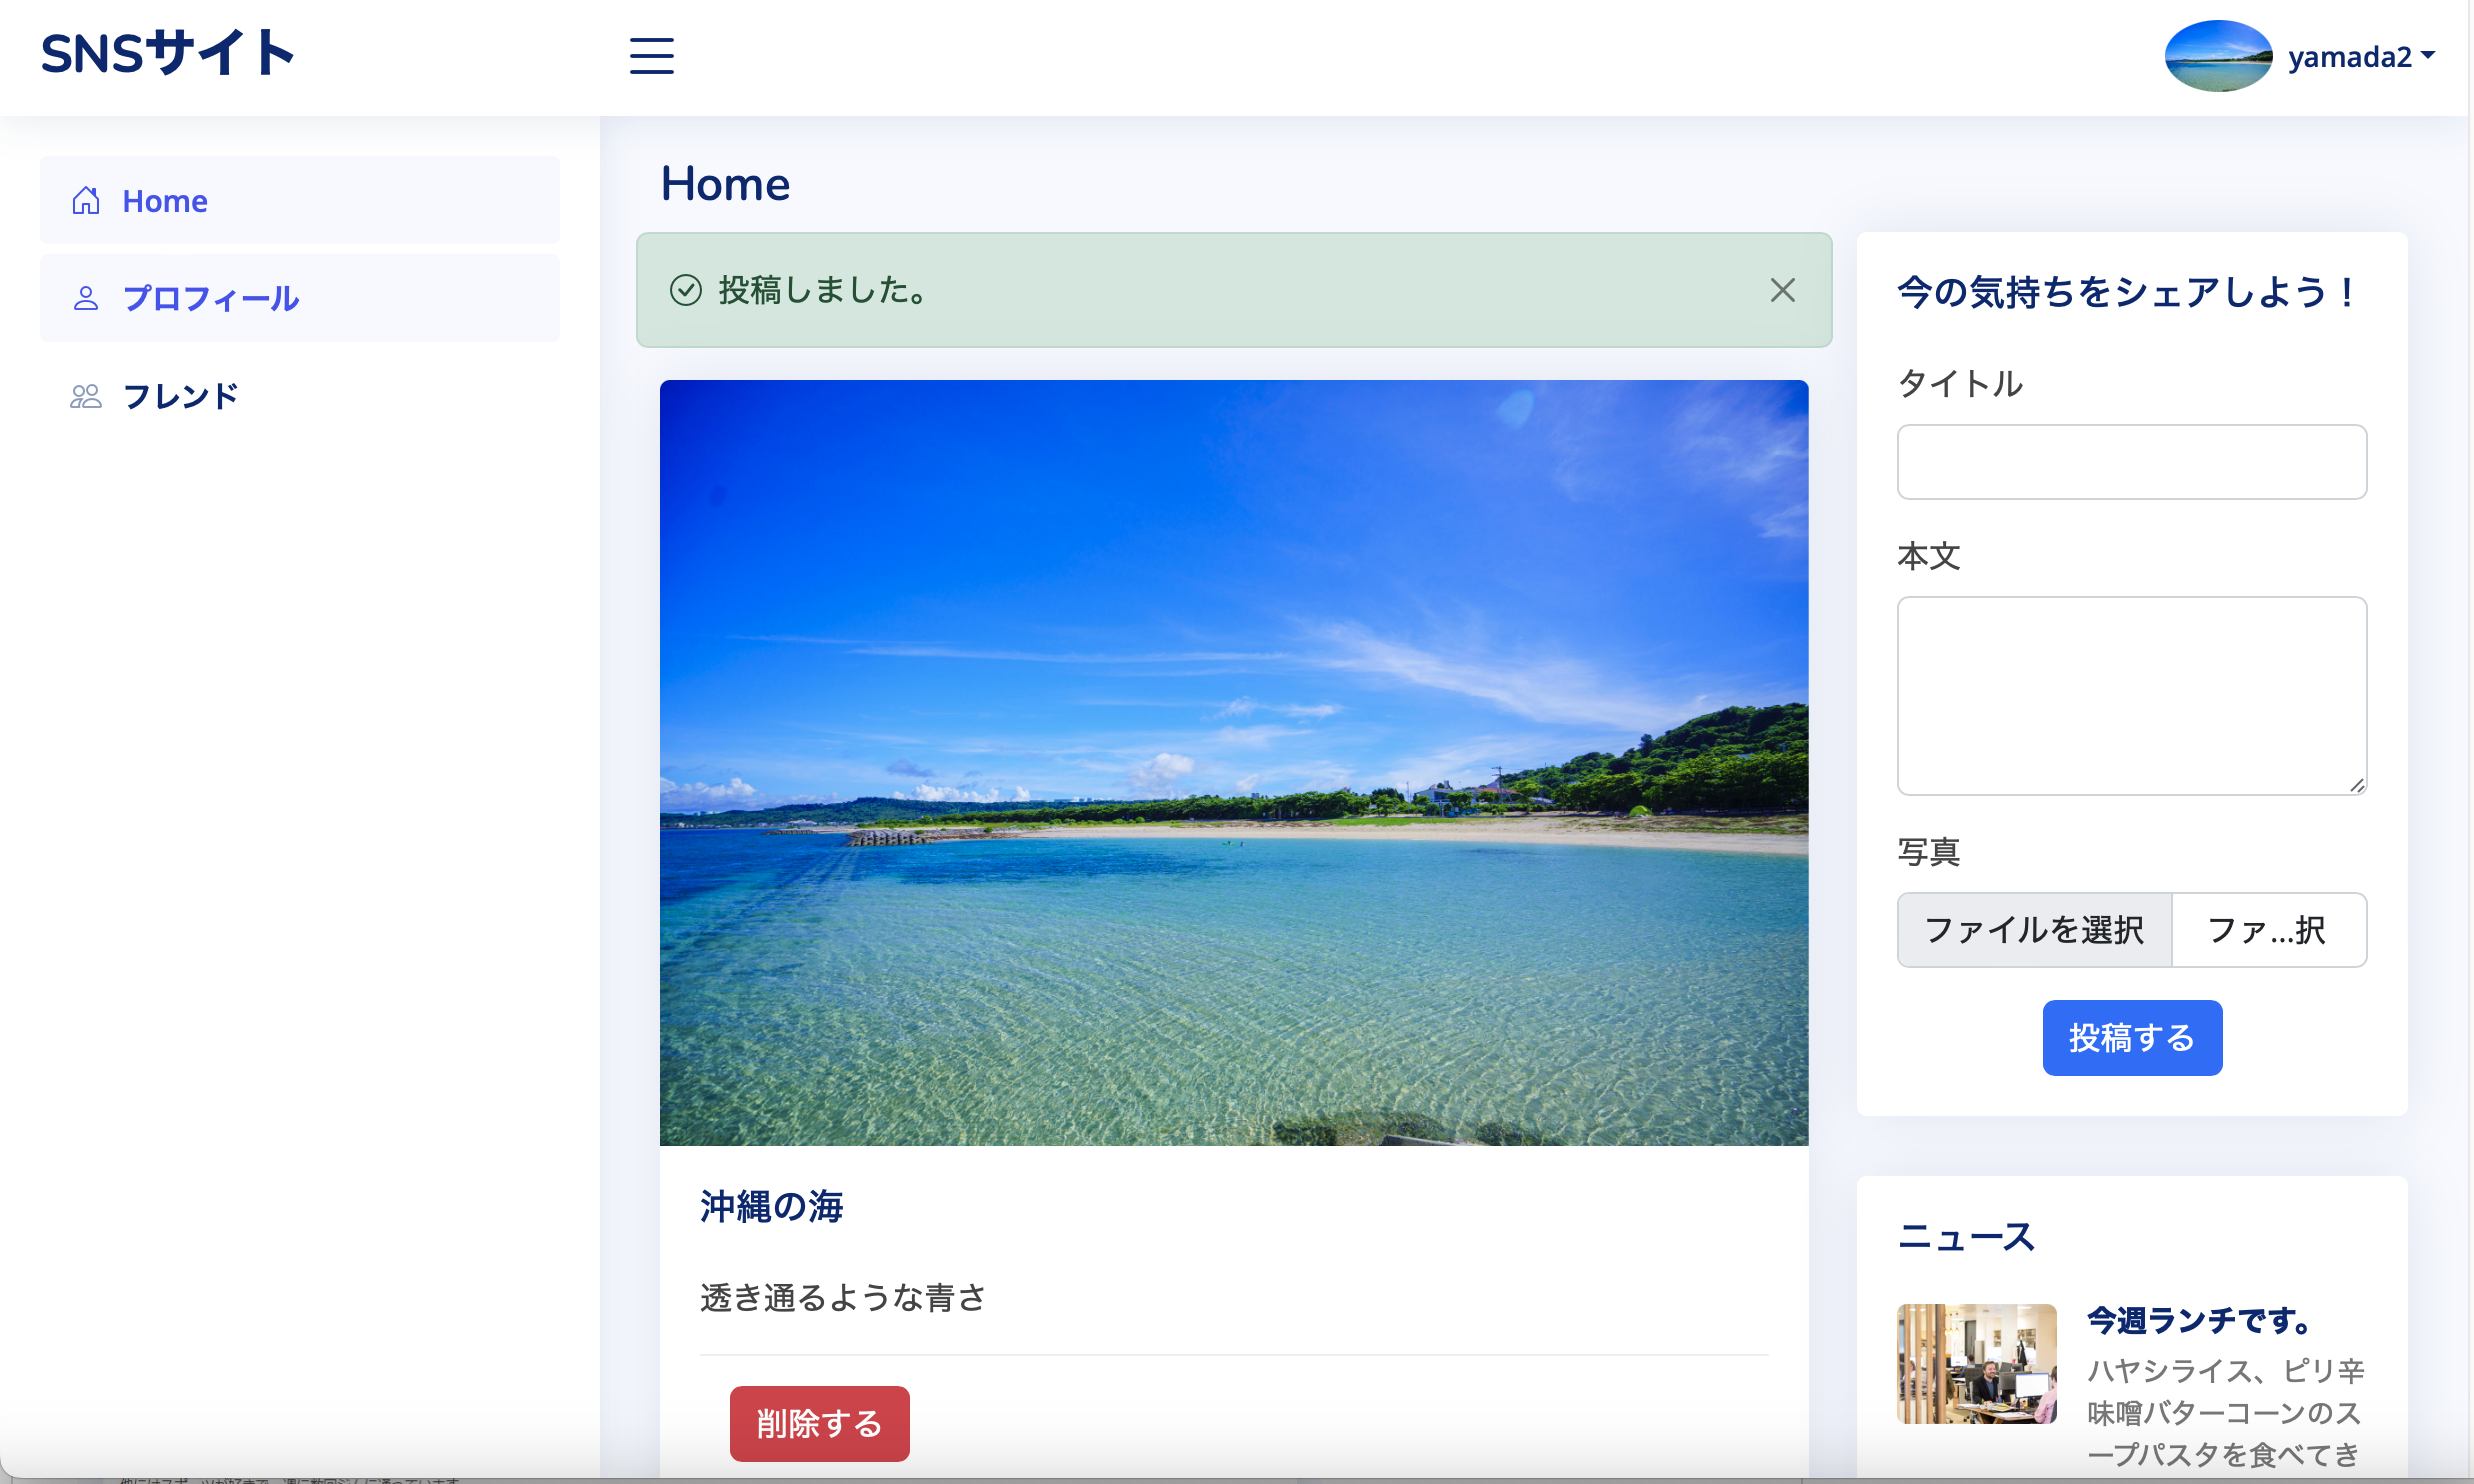 SNSサイト
yamada2
Home
プロフィール
フレンド
Home
投稿しました。
沖縄の海
透き通るような青さ
削除する
今の気持ちをシェアしよう！
タイトル
本文
写真
ファイルを選択 ファ...択
投稿する
ニュース
今週ランチです。
ハヤシライス、ピリ辛
味噌バターコーンのス
ープパスタを食べてき